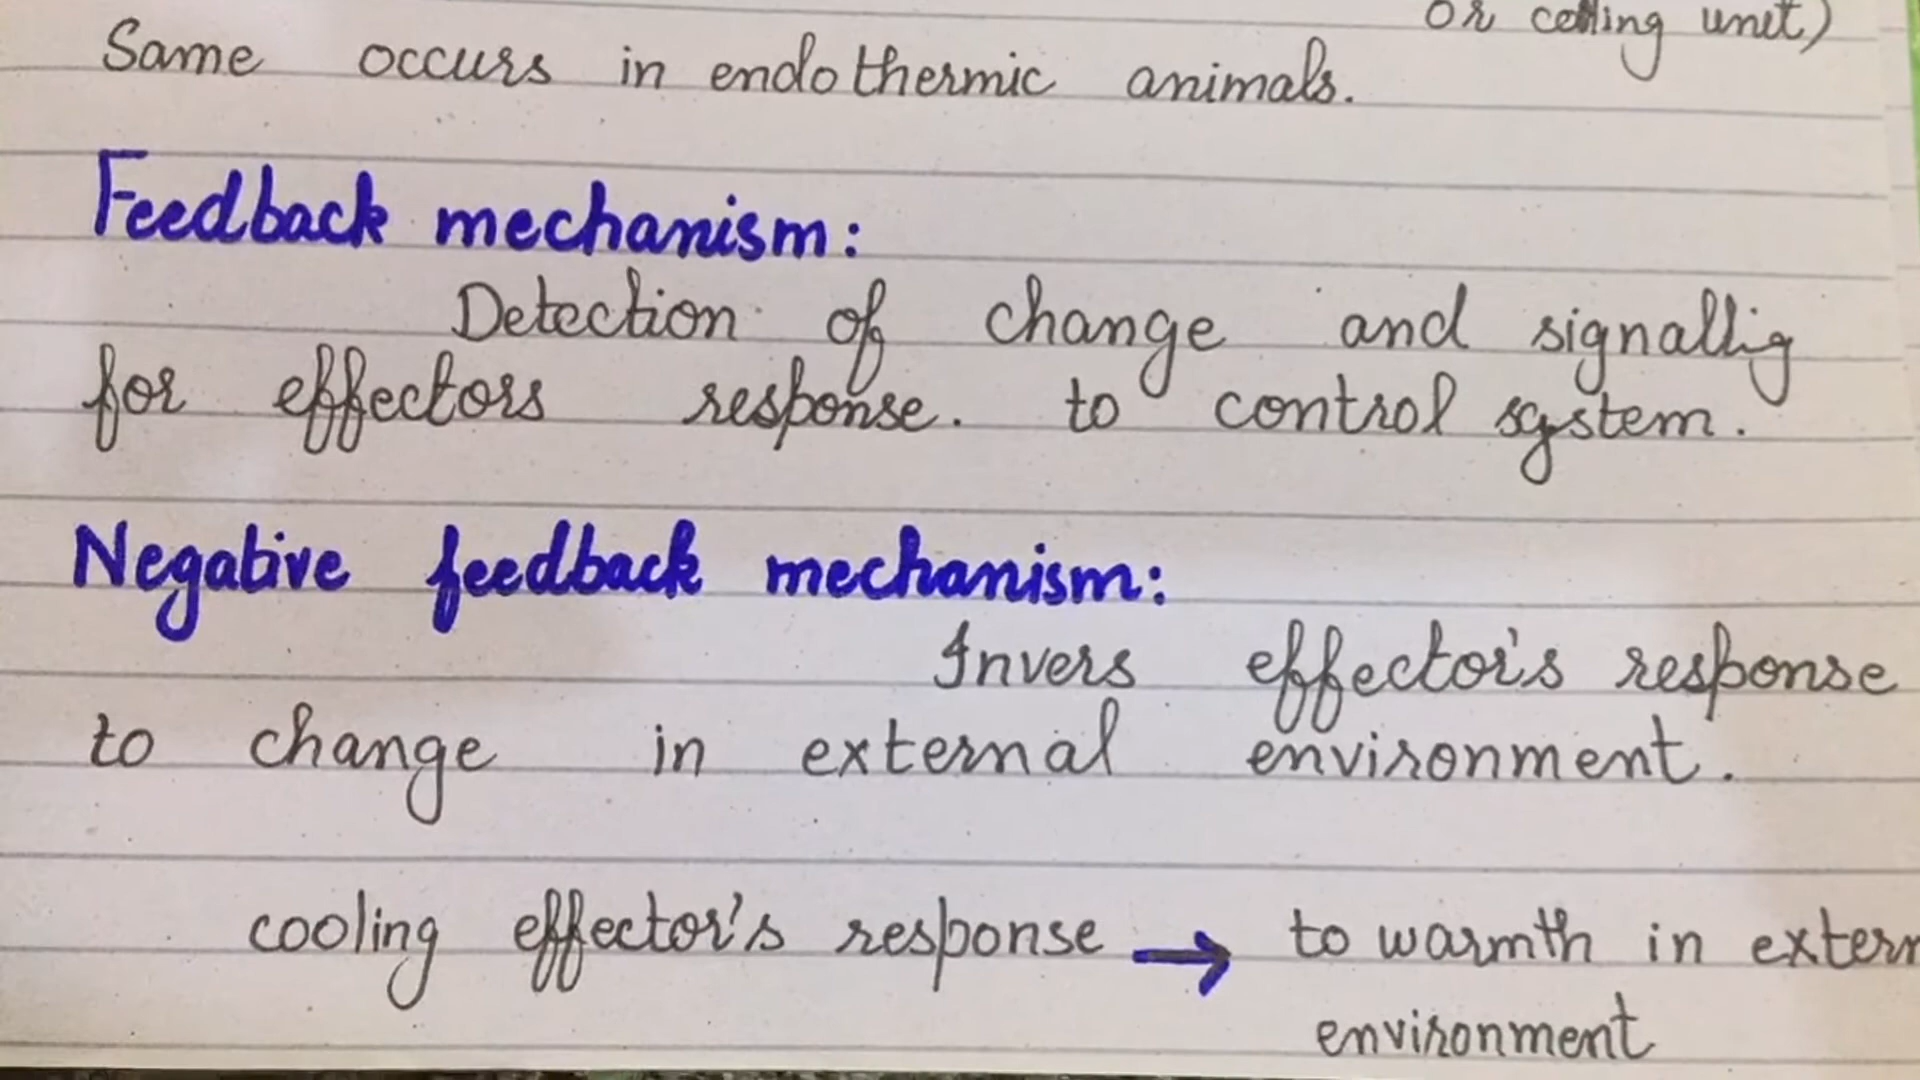 or celling unit)
Same occurs in endothermic animals.
Feedback mechanism:
Detection of change and signallig
for effectors response. to control system.
Negative feedback mechanism:
Invers effector's response
to change in external environment.
cooling effector's response → to warmth in extern
environment